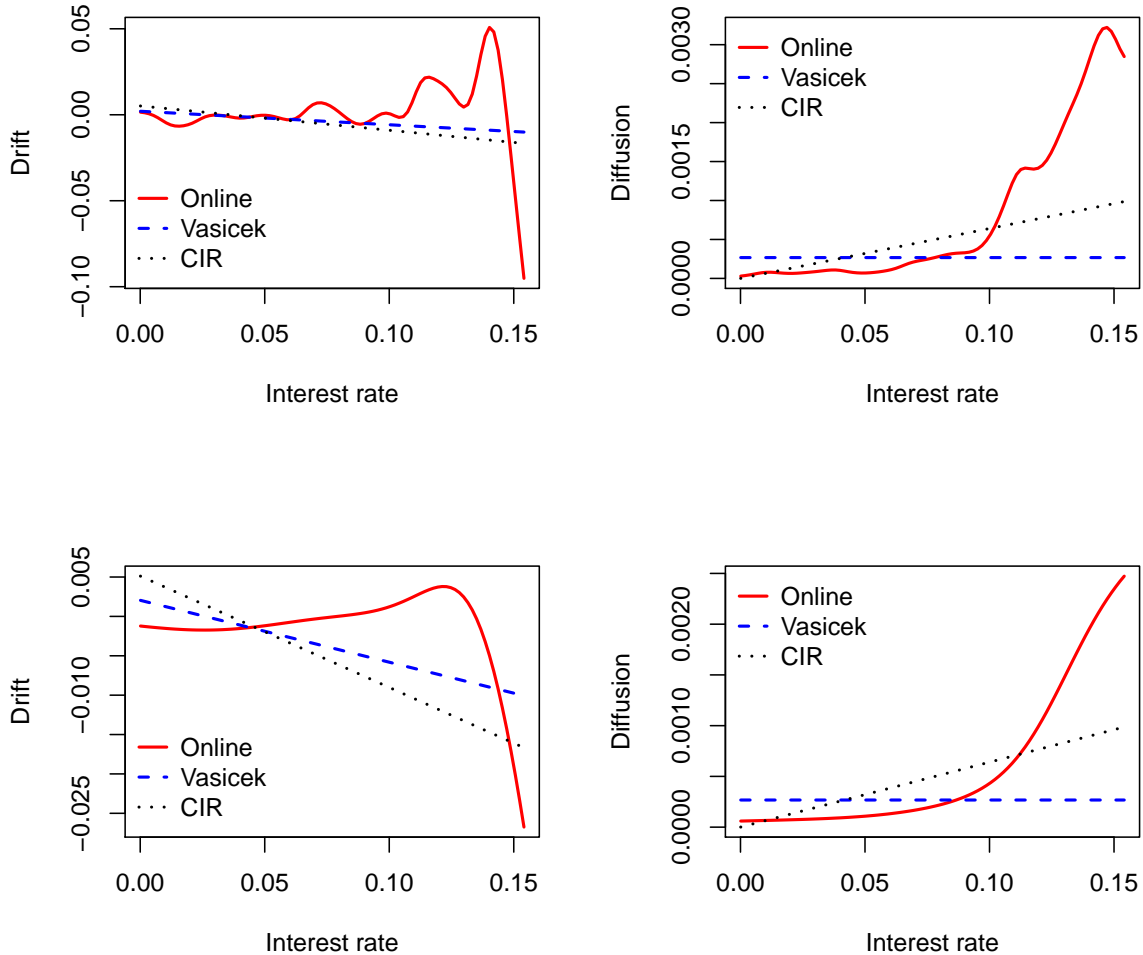 Drift
0.05
0.00
−0.05
−0.10
Online
Vasicek
CIR
0.00 0.05 0.10 0.15
Interest rate
Diffusion
0.0030
0.0015
0.0000
Online
Vasicek
CIR
0.00 0.05 0.10 0.15
Interest rate
Drift
0.005
−0.010
−0.025
Online
Vasicek
CIR
0.00 0.05 0.10 0.15
Interest rate
Diffusion
0.0020
0.0010
0.0000
Online
Vasicek
CIR
0.00 0.05 0.10 0.15
Interest rate